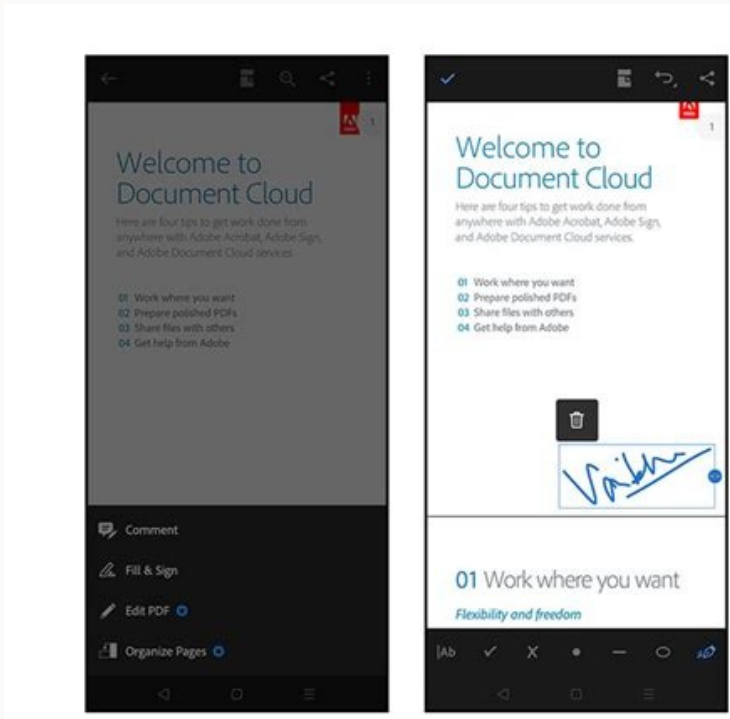 1
Welcome to
Document Cloud
Here are four tips to get work done from
anywhere with Adobe Acrobat, Adobe Sign,
and Adobe Document Cloud services.
01 Work where you want
02 Prepare polished PDFs
03 Share files with others
04 Get help from Adobe
Comment
Fill & Sign
Edit PDF
Organize Pages
1
Welcome to
Document Cloud
Here are four tips to get work done from
anywhere with Adobe Acrobat, Adobe Sign,
and Adobe Document Cloud services.
01 Work where you want
02 Prepare polished PDFs
03 Share files with others
04 Get help from Adobe
01 Work where you want
Flexibility and freedom
Ab